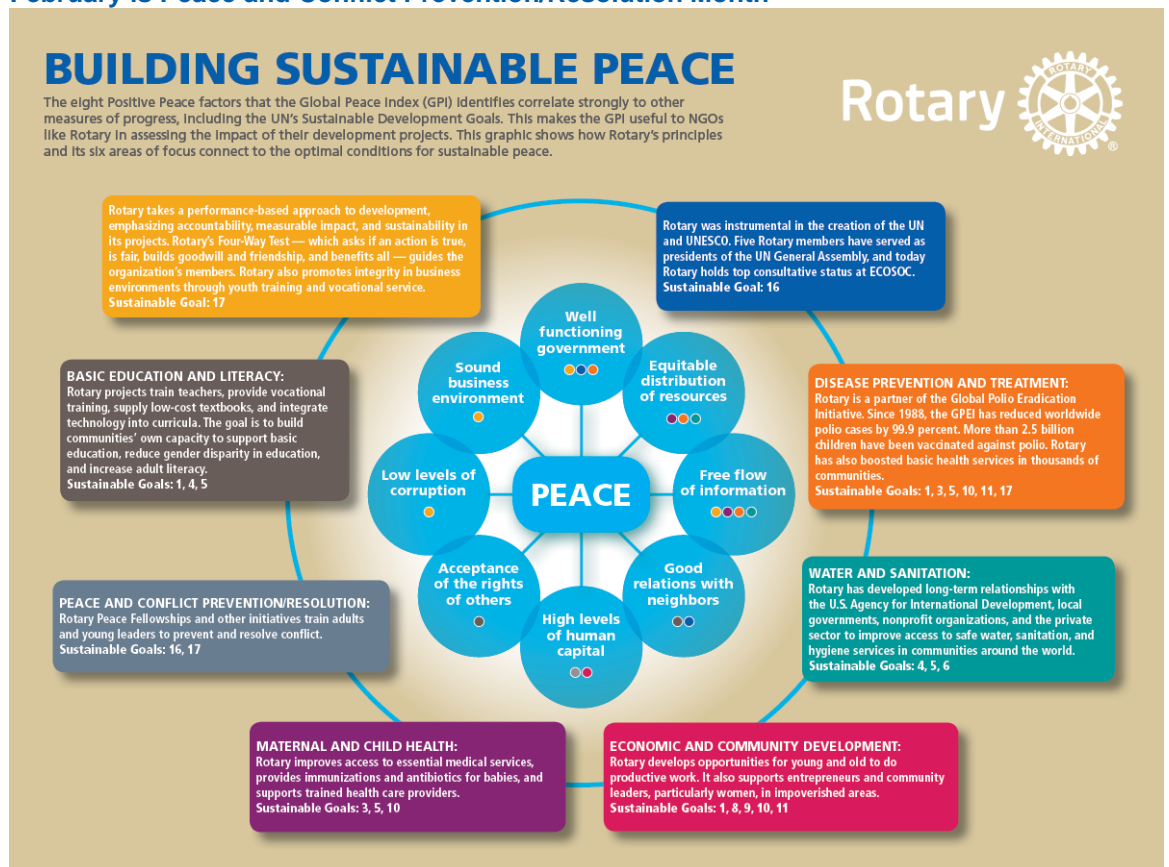 February is Peace and Conflict Prevention/Resolution Month
BUILDING SUSTAINABLE PEACE
The eight Positive Peace factors that the Global Peace Index (GPI) identifies correlate strongly to other
measures of progress, including the UN's Sustainable Development Goals. This makes the GPI useful to NGOs
like Rotary in assessing the impact of their development projects. This graphic shows how Rotary's principles
and its six areas of focus connect to the optimal conditions for sustainable peace.
Rotary
ROTARY
INTERNATIONAL
®
Rotary takes a performance-based approach to development,
emphasizing accountability, measurable impact, and sustainability in
its projects. Rotary's Four-Way Test — which asks if an action is true,
is fair, builds goodwill and friendship, and benefits all — guides the
organization's members. Rotary also promotes integrity in business
environments through youth training and vocational service.
Sustainable Goal: 17
Rotary was instrumental in the creation of the UN
and UNESCO. Five Rotary members have served as
presidents of the UN General Assembly, and today
Rotary holds top consultative status at ECOSOC.
Sustainable Goal: 16
BASIC EDUCATION AND LITERACY:
Rotary projects train teachers, provide vocational
training, supply low-cost textbooks, and integrate
technology into curricula. The goal is to build
communities' own capacity to support basic
education, reduce gender disparity in education,
and increase adult literacy.
Sustainable Goals: 1, 4, 5
Well
functioning
government
Sound
business
environment
Equitable
distribution
of resources
Low levels of
corruption
PEACE
Free flow
of information
Acceptance
of the rights
of others
High levels
of human
capital
Good
relations with
neighbors
DISEASE PREVENTION AND TREATMENT:
Rotary is a partner of the Global Polio Eradication
Initiative. Since 1988, the GPEI has reduced worldwide
polio cases by 99.9 percent. More than 2.5 billion
children have been vaccinated against polio. Rotary
has also boosted basic health services in thousands of
communities.
Sustainable Goals: 1, 3, 5, 10, 11, 17
PEACE AND CONFLICT PREVENTION/RESOLUTION:
Rotary Peace Fellowships and other initiatives train adults
and young leaders to prevent and resolve conflict.
Sustainable Goals: 16, 17
WATER AND SANITATION:
Rotary has developed long-term relationships with
the U.S. Agency for International Development, local
governments, nonprofit organizations, and the private
sector to improve access to safe water, sanitation, and
hygiene services in communities around the world.
Sustainable Goals: 4, 5, 6
MATERNAL AND CHILD HEALTH:
Rotary improves access to essential medical services,
provides immunizations and antibiotics for babies, and
supports trained health care providers.
Sustainable Goals: 3, 5, 10
ECONOMIC AND COMMUNITY DEVELOPMENT:
Rotary develops opportunities for young and old to do
productive work. It also supports entrepreneurs and community
leaders, particularly women, in impoverished areas.
Sustainable Goals: 1, 8, 9, 10, 11